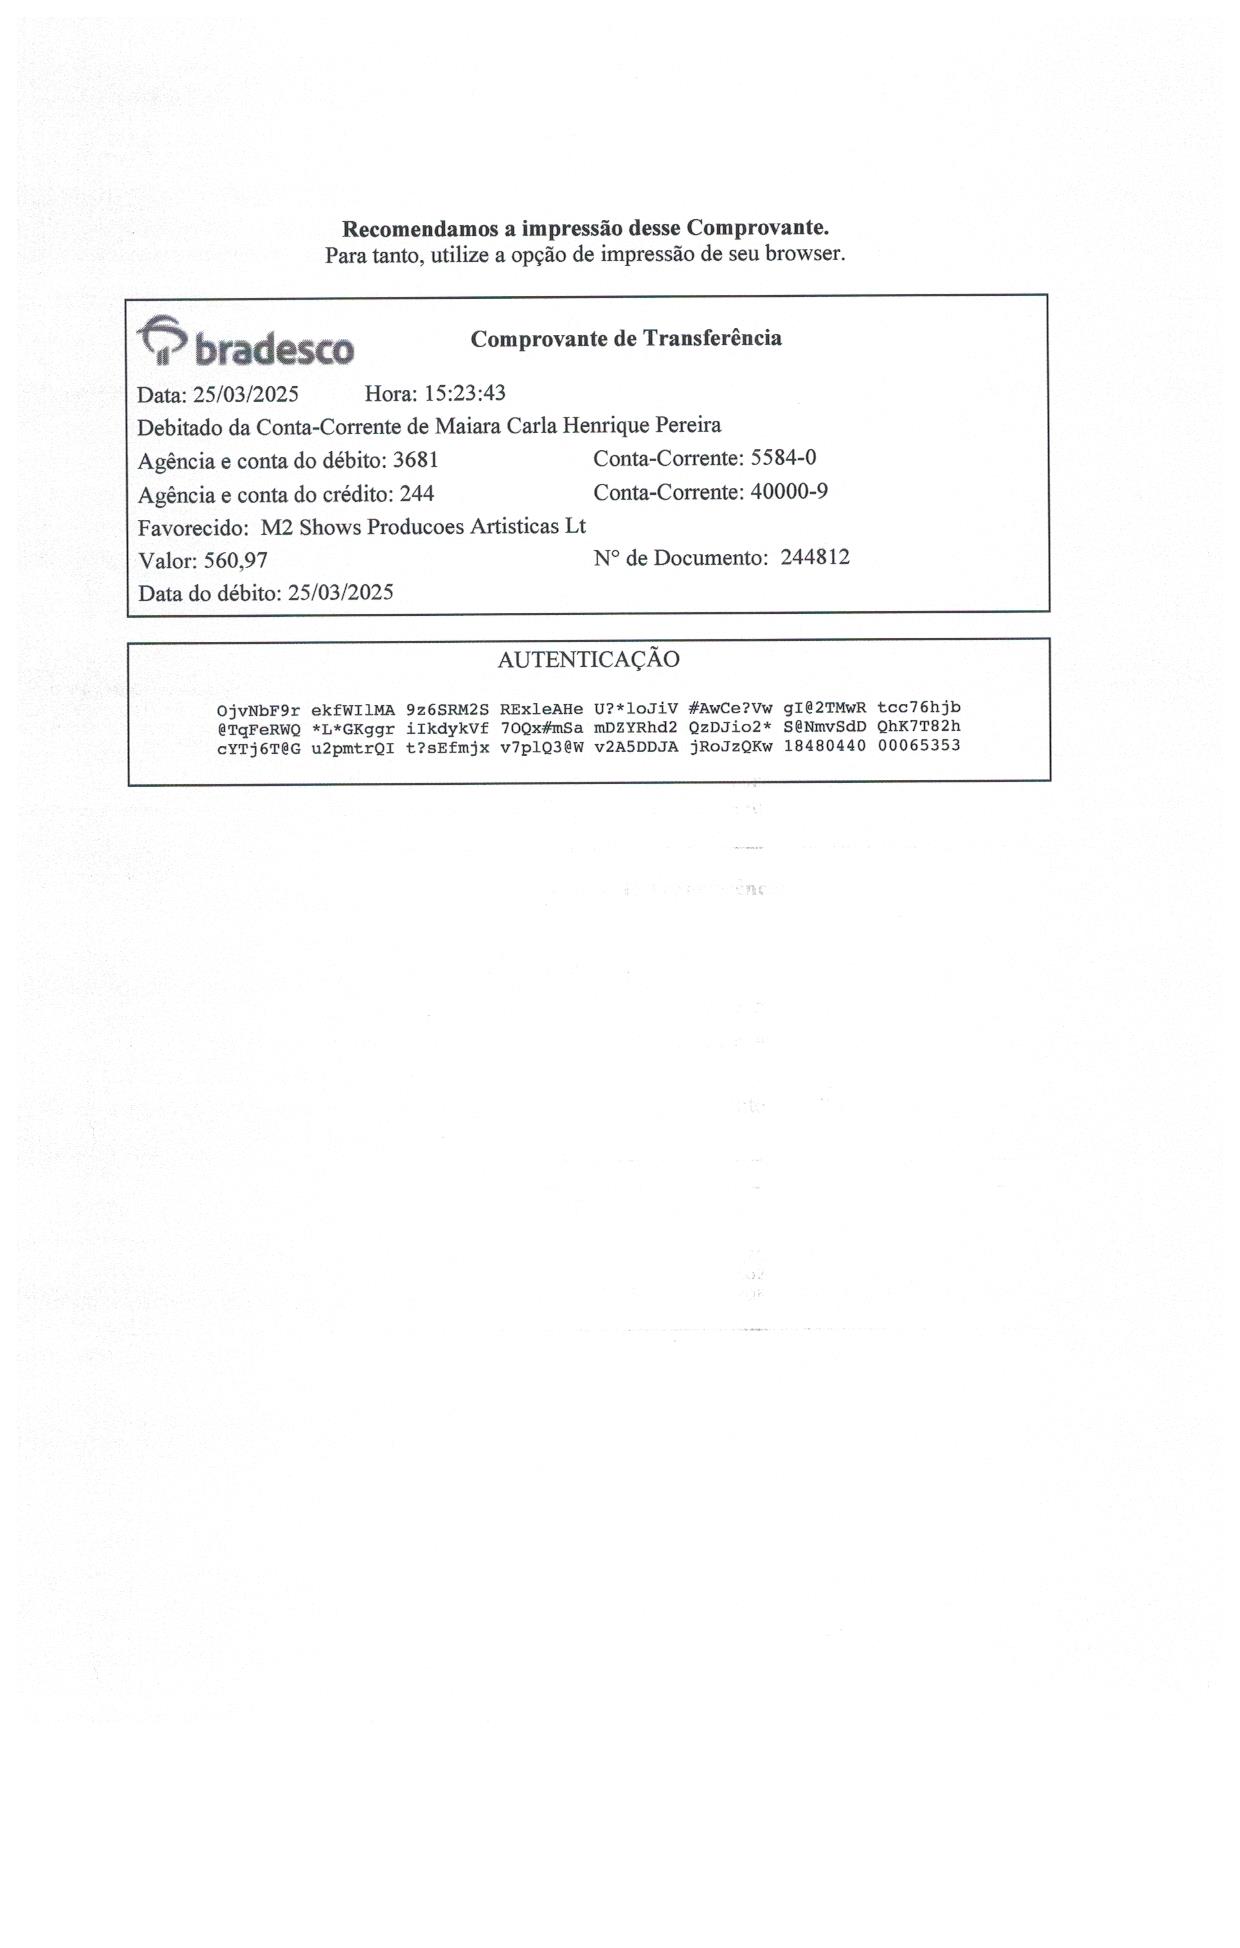 Recomendamos a impressão desse Comprovante.
Para tanto, utilize a opção de impressão de seu browser.
bradesco
Comprovante de Transferência
Data: 25/03/2025 Hora: 15:23:43
Debitado da Conta-Corrente de Maiara Carla Henrique Pereira
Agência e conta do débito: 3681 Conta-Corrente: 5584-0
Agência e conta do crédito: 244 Conta-Corrente: 40000-9
Favorecido: M2 Shows Producoes Artisticas Lt
Valor: 560,97 N° de Documento: 244812
Data do débito: 25/03/2025
AUTENTICAÇÃO
OjvNbF9r ekfWIlMA 9z6SRM2S RExleAHe U?*loJiV #AwCe?Vw gI@2TMwR tcc76hjb
@TqFeRWQ *L*GKggr iIkdykVf 7OQx#mSa mDZYRhd2 QzDJio2* S@NmvSdD QhK7T82h
cYTj6T@G u2pmtrQI t?sEfmjx v7plQ3@W v2A5DDJA jRoJzQKw 18480440 00065353